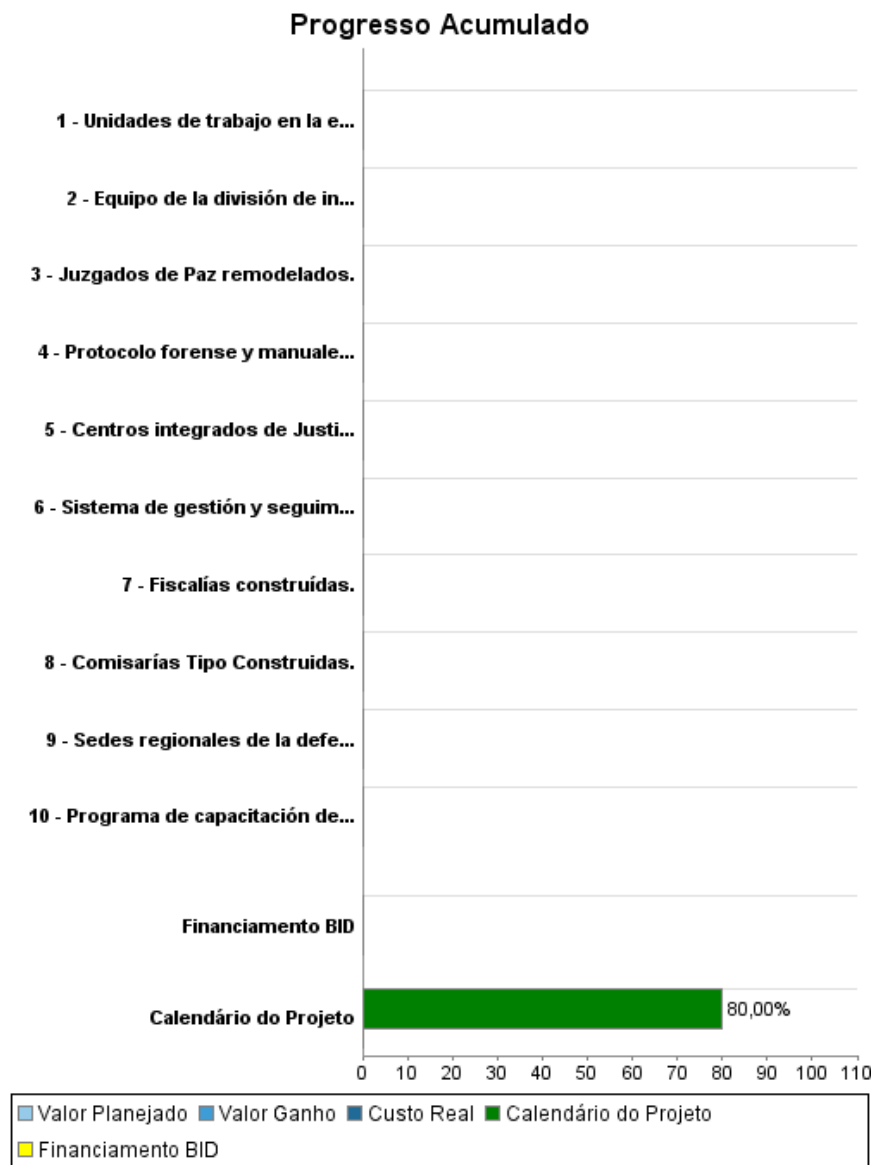 Progresso Acumulado
1 - Unidades de trabajo en la e...
2 - Equipo de la división de in...
3 - Juzgados de Paz remodelados.
4 - Protocolo forense y manuale...
5 - Centros integrados de Justi...
6 - Sistema de gestión y seguim...
7 - Fiscalías construídas.
8 - Comisarías Tipo Construidas.
9 - Sedes regionales de la defe...
10 - Programa de capacitación de...
Financiamento BID
Calendário do Projeto
80,00%
0 10 20 30 40 50 60 70 80 90 100 110
Valor Planejado Valor Ganho Custo Real Calendário do Projeto
Financiamento BID